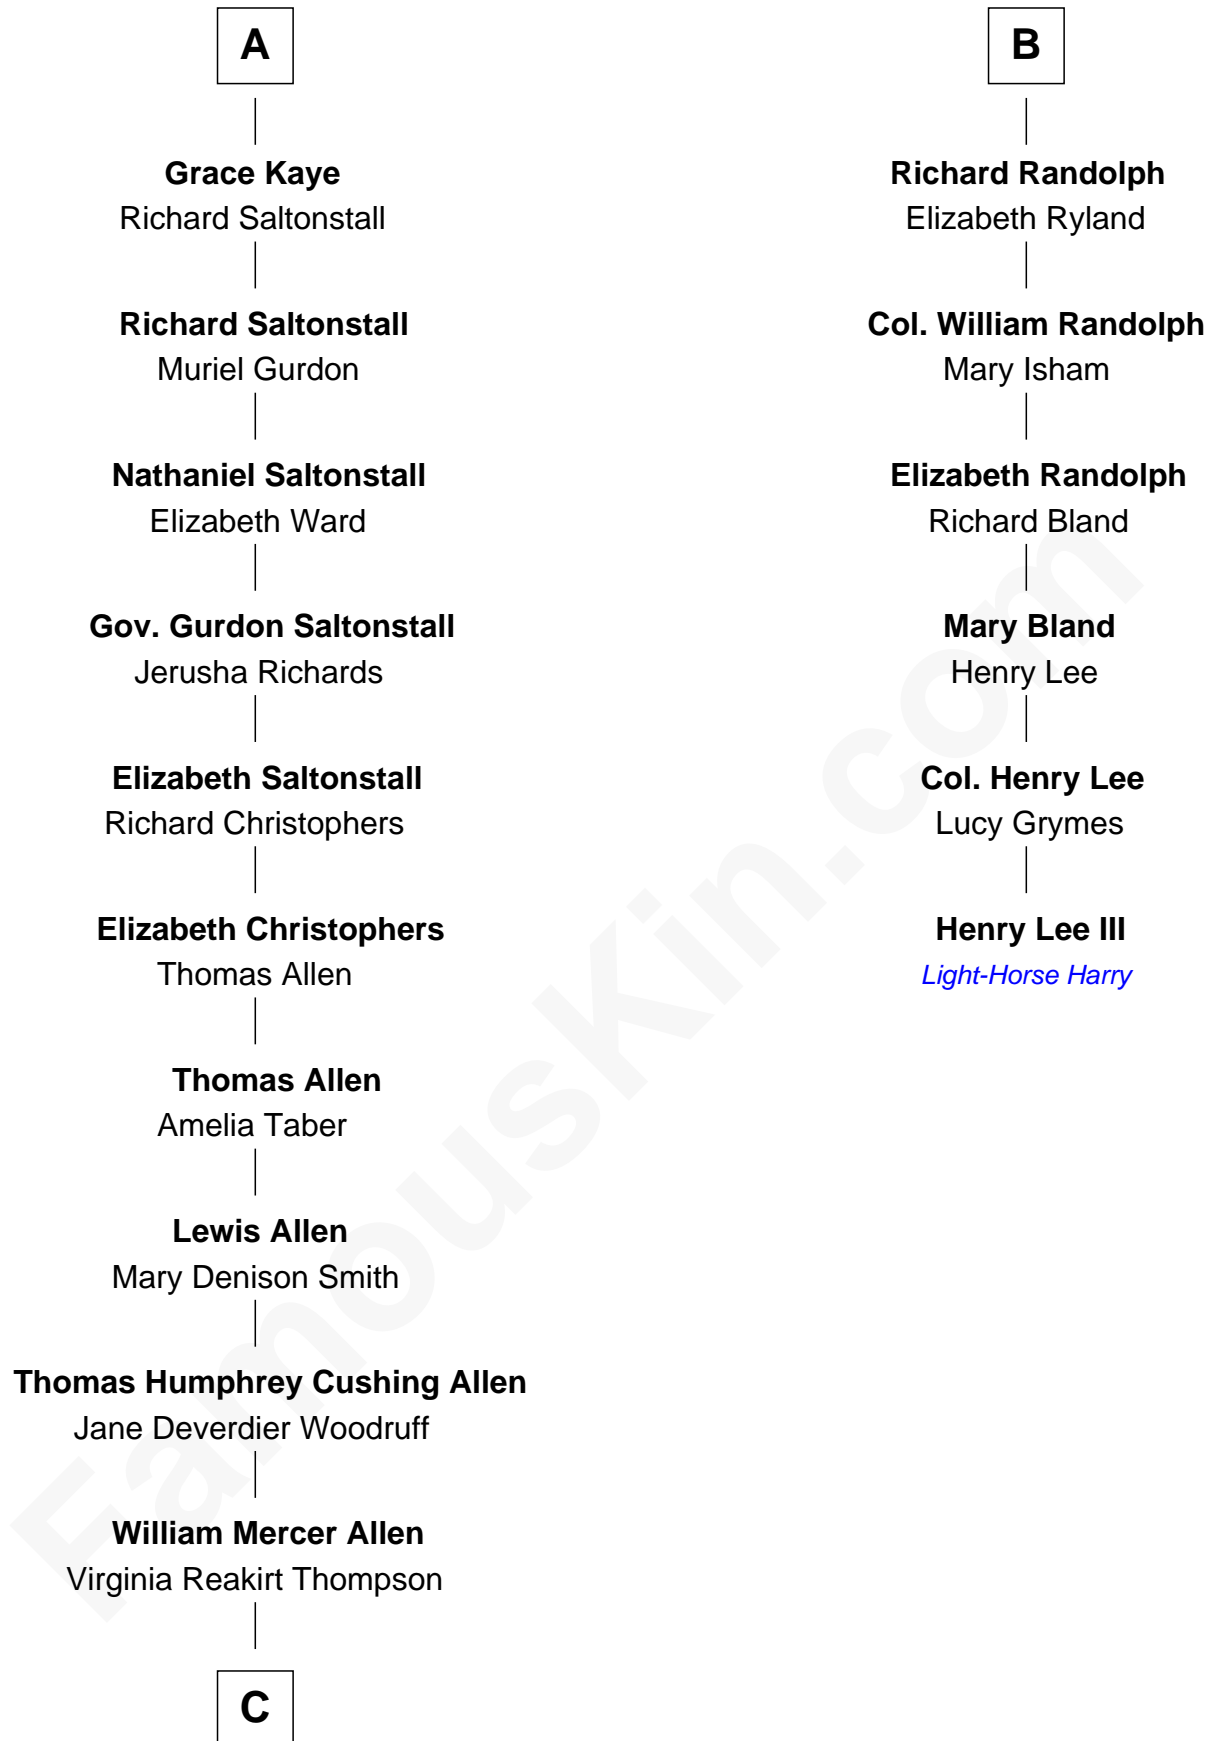 A
Grace Kaye
Richard Saltonstall
Richard Saltonstall
Muriel Gurdon
Nathaniel Saltonstall
Elizabeth Ward
Gov. Gurdon Saltonstall
Jerusha Richards
Elizabeth Saltonstall
Richard Christophers
Elizabeth Christophers
Thomas Allen
Thomas Allen
Amelia Taber
Lewis Allen
Mary Denison Smith
Thomas Humphrey Cushing Allen
Jane Deverdier Woodruff
William Mercer Allen
Virginia Reakirt Thompson
C
B
Richard Randolph
Elizabeth Ryland
Col. William Randolph
Mary Isham
Elizabeth Randolph
Richard Bland
Mary Bland
Henry Lee
Col. Henry Lee
Lucy Grymes
Henry Lee III
Light-Horse Harry
FamousKin.com